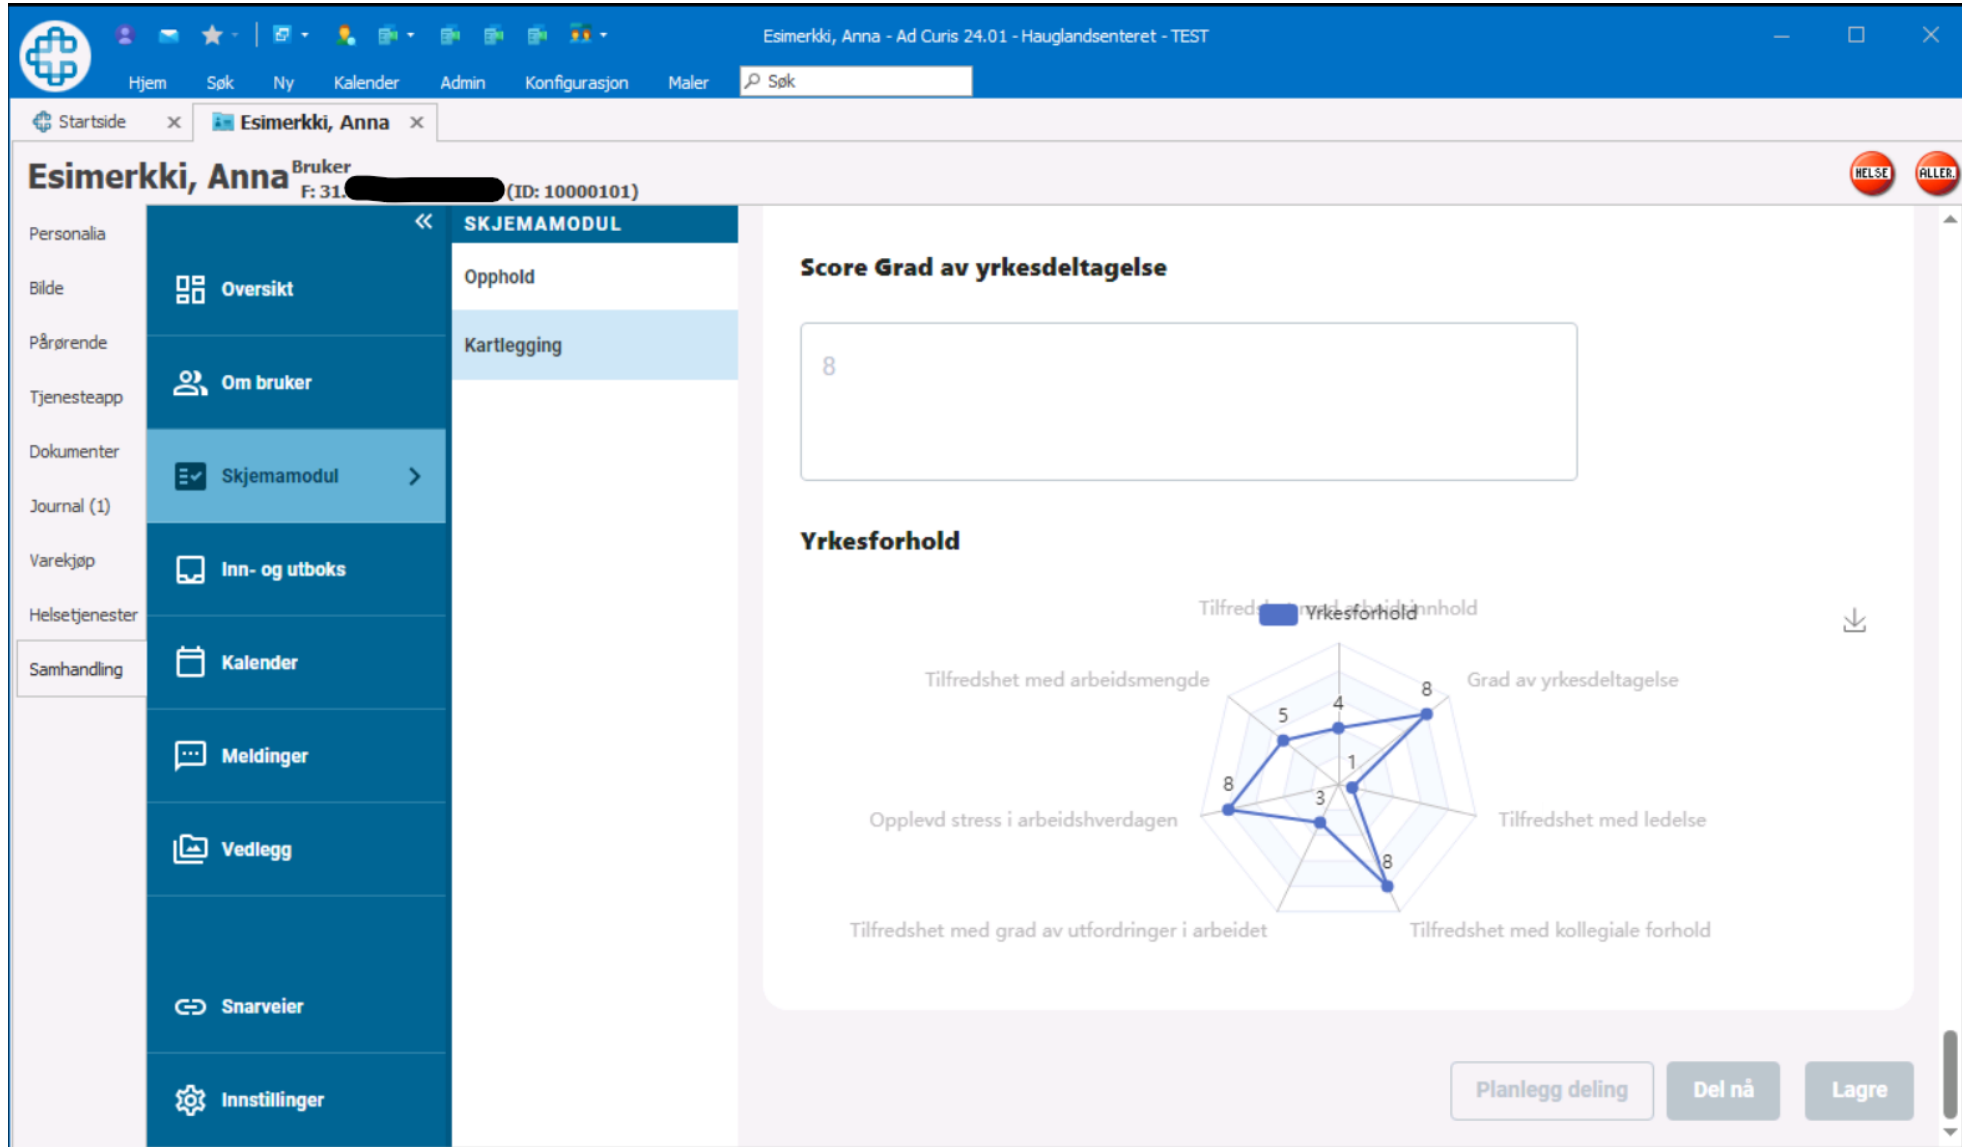 Esimerkki, Anna - Ad Curis 24.01 - Hauglandsenteret - TEST
Hjem Søk Ny Kalender Admin Konfigurasjon Maler Søk
Startside Esimerkki, Anna
Esimerkki, Anna Bruker
F: 31. (ID: 10000101)
HELSE ALLER.
Personalia
Bilde
Pårørende
Tjenesteapp
Dokumenter
Journal (1)
Varekjøp
Helsetjenester
Samhandling
Oversikt
Om bruker
Skjemamodul
Inn- og utboks
Kalender
Meldinger
Vedlegg
Snarveier
Innstillinger
SKJEMAMODUL
Opphold
Kartlegging
Score Grad av yrkesdeltagelse
8
Yrkesforhold
Tilfredshet med arbeidsinnhold
Yrkesforhold
Tilfredshet med arbeidsmengde
Grad av yrkesdeltagelse
8
4
5
1
8
3
Opplevd stress i arbeidshverdagen
Tilfredshet med ledelse
8
Tilfredshet med grad av utfordringer i arbeidet
Tilfredshet med kollegiale forhold
Planlegg deling Del nå Lagre